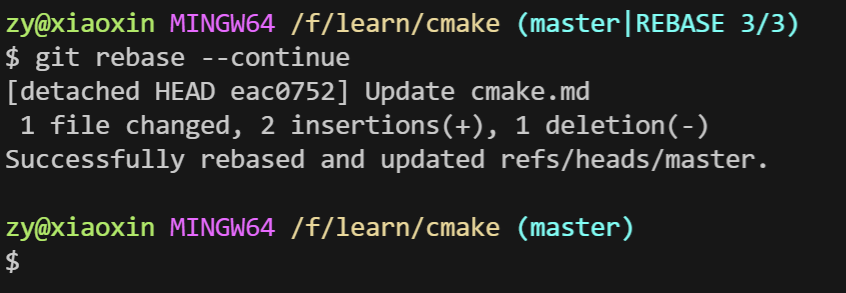 zy@xiaoxin MINGW64 /f/learn/cmake (master|REBASE 3/3)
$ git rebase --continue
[detached HEAD eac0752] Update cmake.md
 1 file changed, 2 insertions(+), 1 deletion(-)
Successfully rebased and updated refs/heads/master.
zy@xiaoxin MINGW64 /f/learn/cmake (master)
$